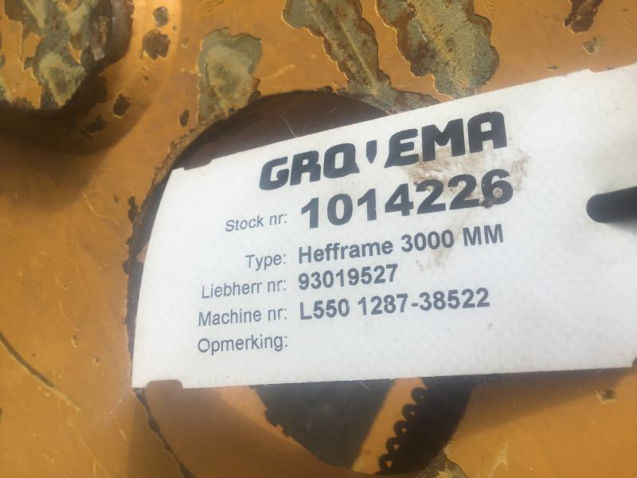 GRO'EMA
Stock nr: 1014226
Type: Hefframe 3000 MM
Liebherr nr: 93019527
Machine nr: L550 1287-38522
Opmerking: